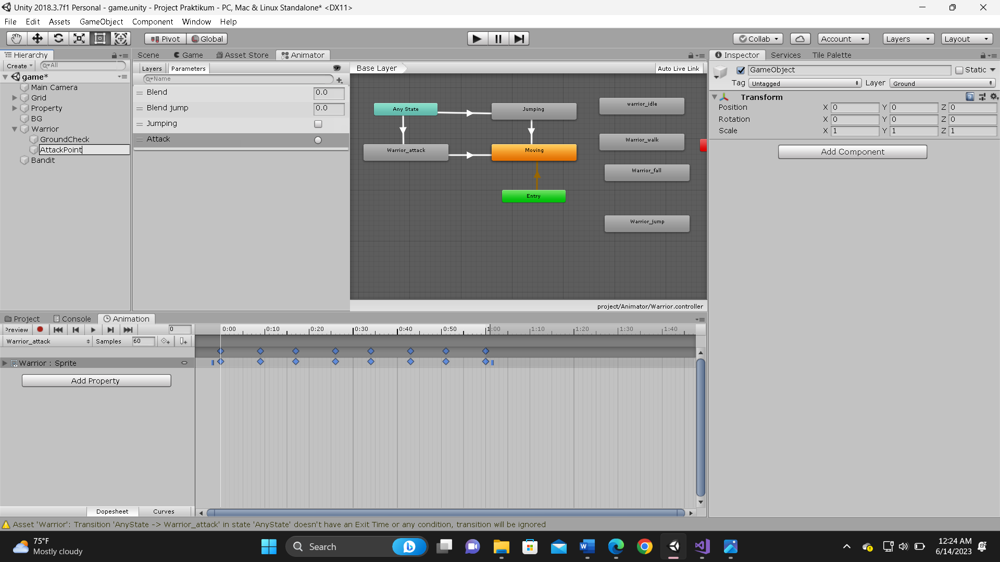 Unity 2018.3.7f1 Personal - game.unity - Project Praktikum - PC, Mac & Linux Standalone* <DX11>
File Edit Assets GameObject Component Window Help
Pivot Global Collab Account Layers Layout
Hierarchy
Create All
game*
Main Camera
Grid
Property
BG
Warrior
GroundCheck
AttackPoint
Bandit
Scene Game Asset Store Animator
Layers Parameters
Name
Blend 0.0
Blend jump 0.0
Jumping
Attack
Base Layer Auto Live Link
Any State
Jumping
warrior_idle
Warrior_attack
Moving
Warrior_walk
Warrior_fall
Entry
Warrior_jump
project/Animator/Warrior.controller
Inspector Services Tile Palette
GameObject Static
Tag Untagged Layer Ground
Transform
Position X 0 Y 0 Z 0
Rotation X 0 Y 0 Z 0
Scale X 1 Y 1 Z 1
Add Component
Project Console Animation
Preview 0
0:00 0:10 0:20 0:30 0:40 0:50 1:00 1:10 1:20 1:30 1:40
Warrior_attack Samples 60
Warrior : Sprite
Add Property
Dopesheet Curves
Asset 'Warrior': Transition 'AnyState -> Warrior_attack' in state 'AnyState' doesn't have an Exit Time or any condition, transition will be ignored
75°F
Mostly cloudy
Search
12:24 AM
6/14/2023